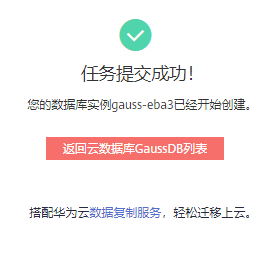 任务提交成功！
您的数据库实例gauss-eba3已经开始创建。
返回云数据库GaussDB列表
搭配华为云数据复制服务，轻松迁移上云。